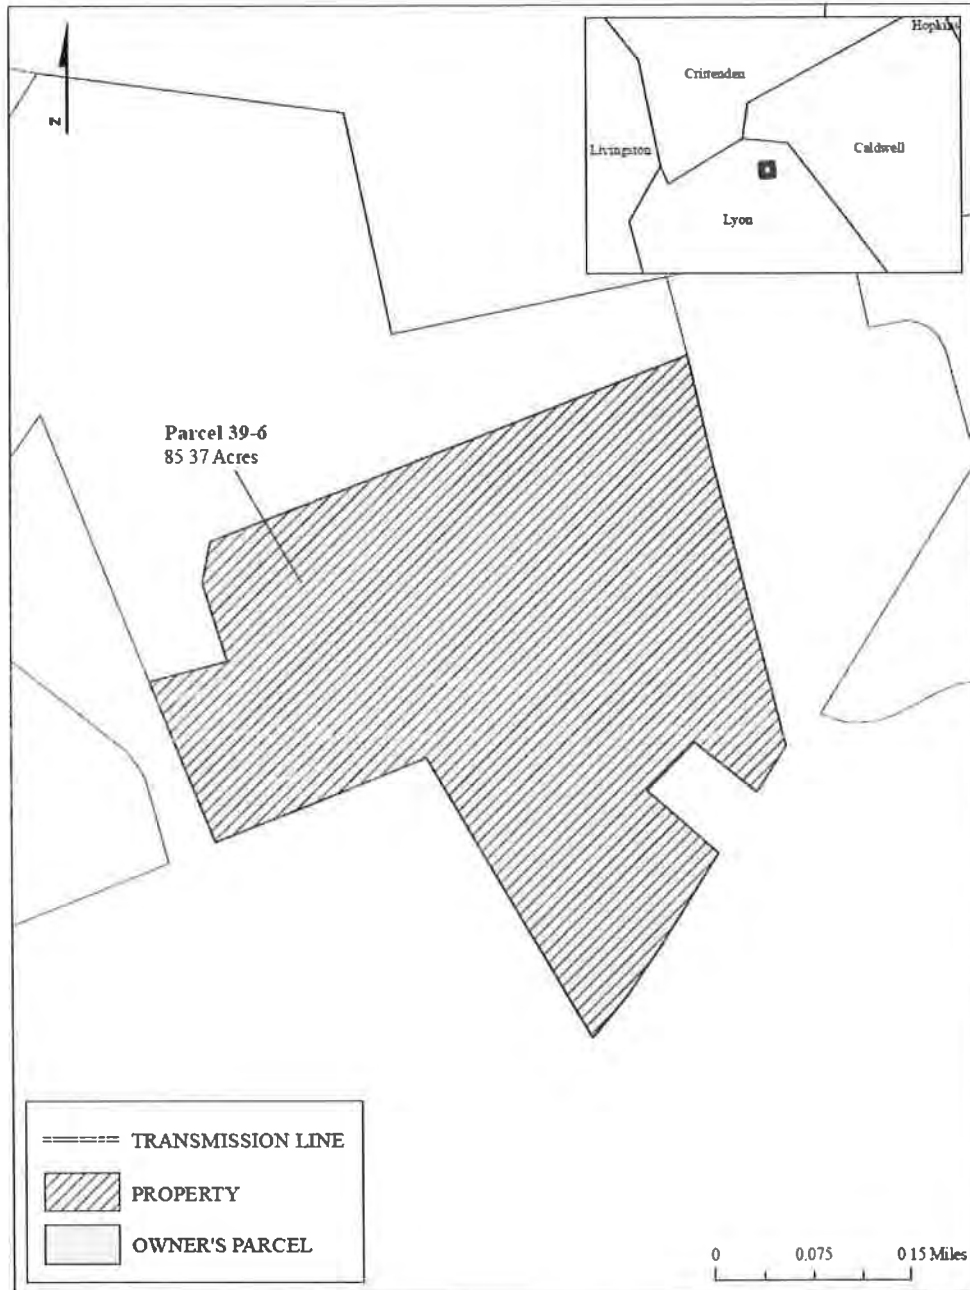 N
Hopkins
Crittenden
Livingston
Caldwell
Lyon
Parcel 39-6
85 37 Acres
TRANSMISSION LINE
PROPERTY
OWNER'S PARCEL
0 0.075 0 15 Miles